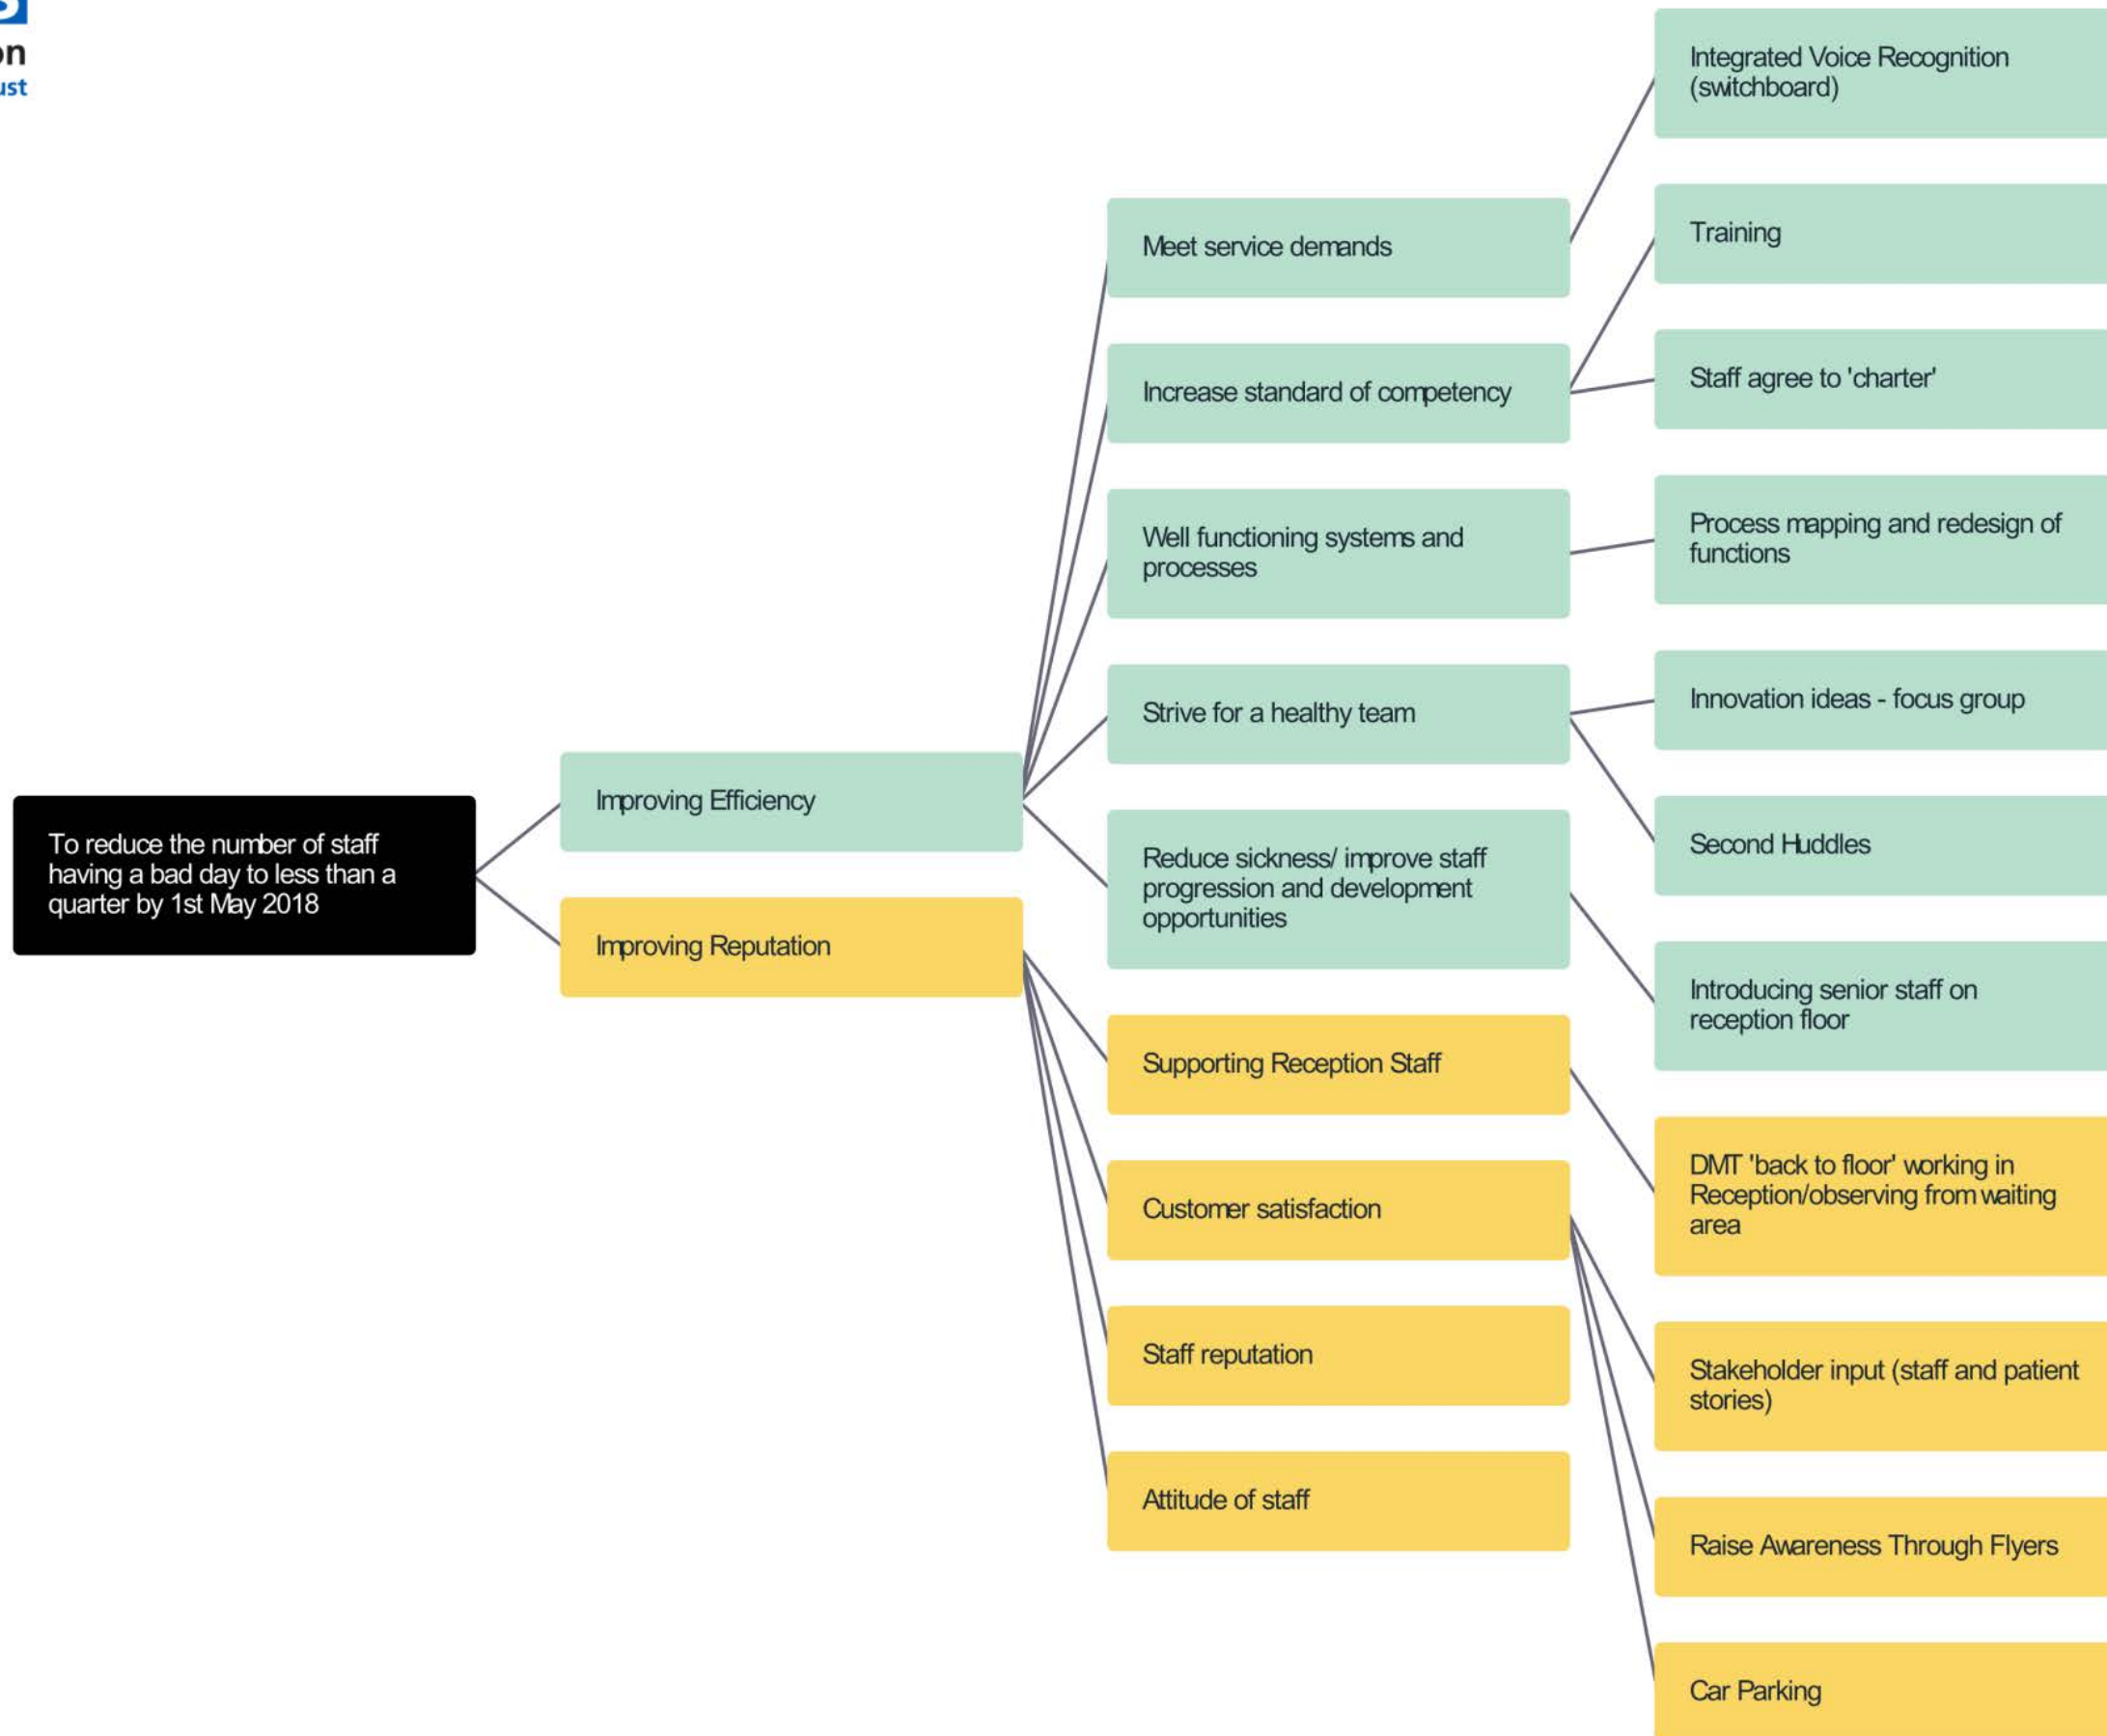 on
ust
Integrated Voice Recognition
(switchboard)
Meet service demands
Training
Increase standard of competency
Staff agree to 'charter'
Well functioning systems and
processes
Process mapping and redesign of
functions
Strive for a healthy team
Innovation ideas - focus group
Improving Efficiency
To reduce the number of staff
having a bad day to less than a
quarter by 1st May 2018
Reduce sickness/ improve staff
progression and development
opportunities
Second Huddles
Improving Reputation
Introducing senior staff on
reception floor
Supporting Reception Staff
DMT 'back to floor' working in
Reception/observing from waiting
area
Customer satisfaction
Staff reputation
Stakeholder input (staff and patient
stories)
Attitude of staff
Raise Awareness Through Flyers
Car Parking